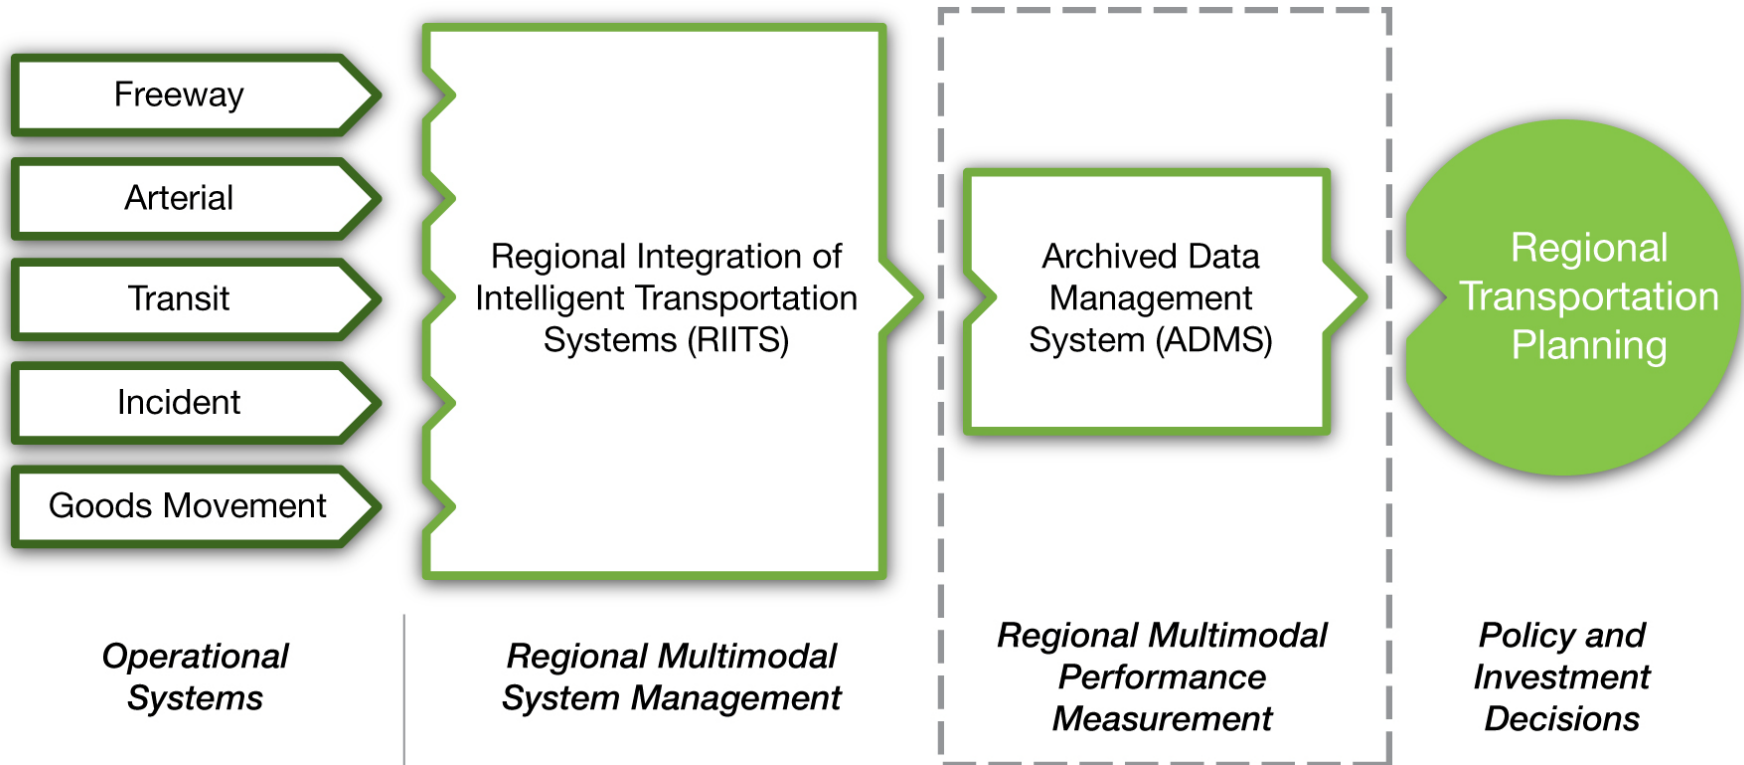 Freeway
Arterial
Transit
Incident
Goods Movement
Regional Integration of
Intelligent Transportation
Systems (RIITS)
Archived Data
Management
System (ADMS)
Regional
Transportation
Planning
Operational
Systems
Regional Multimodal
System Management
Regional Multimodal
Performance
Measurement
Policy and
Investment
Decisions